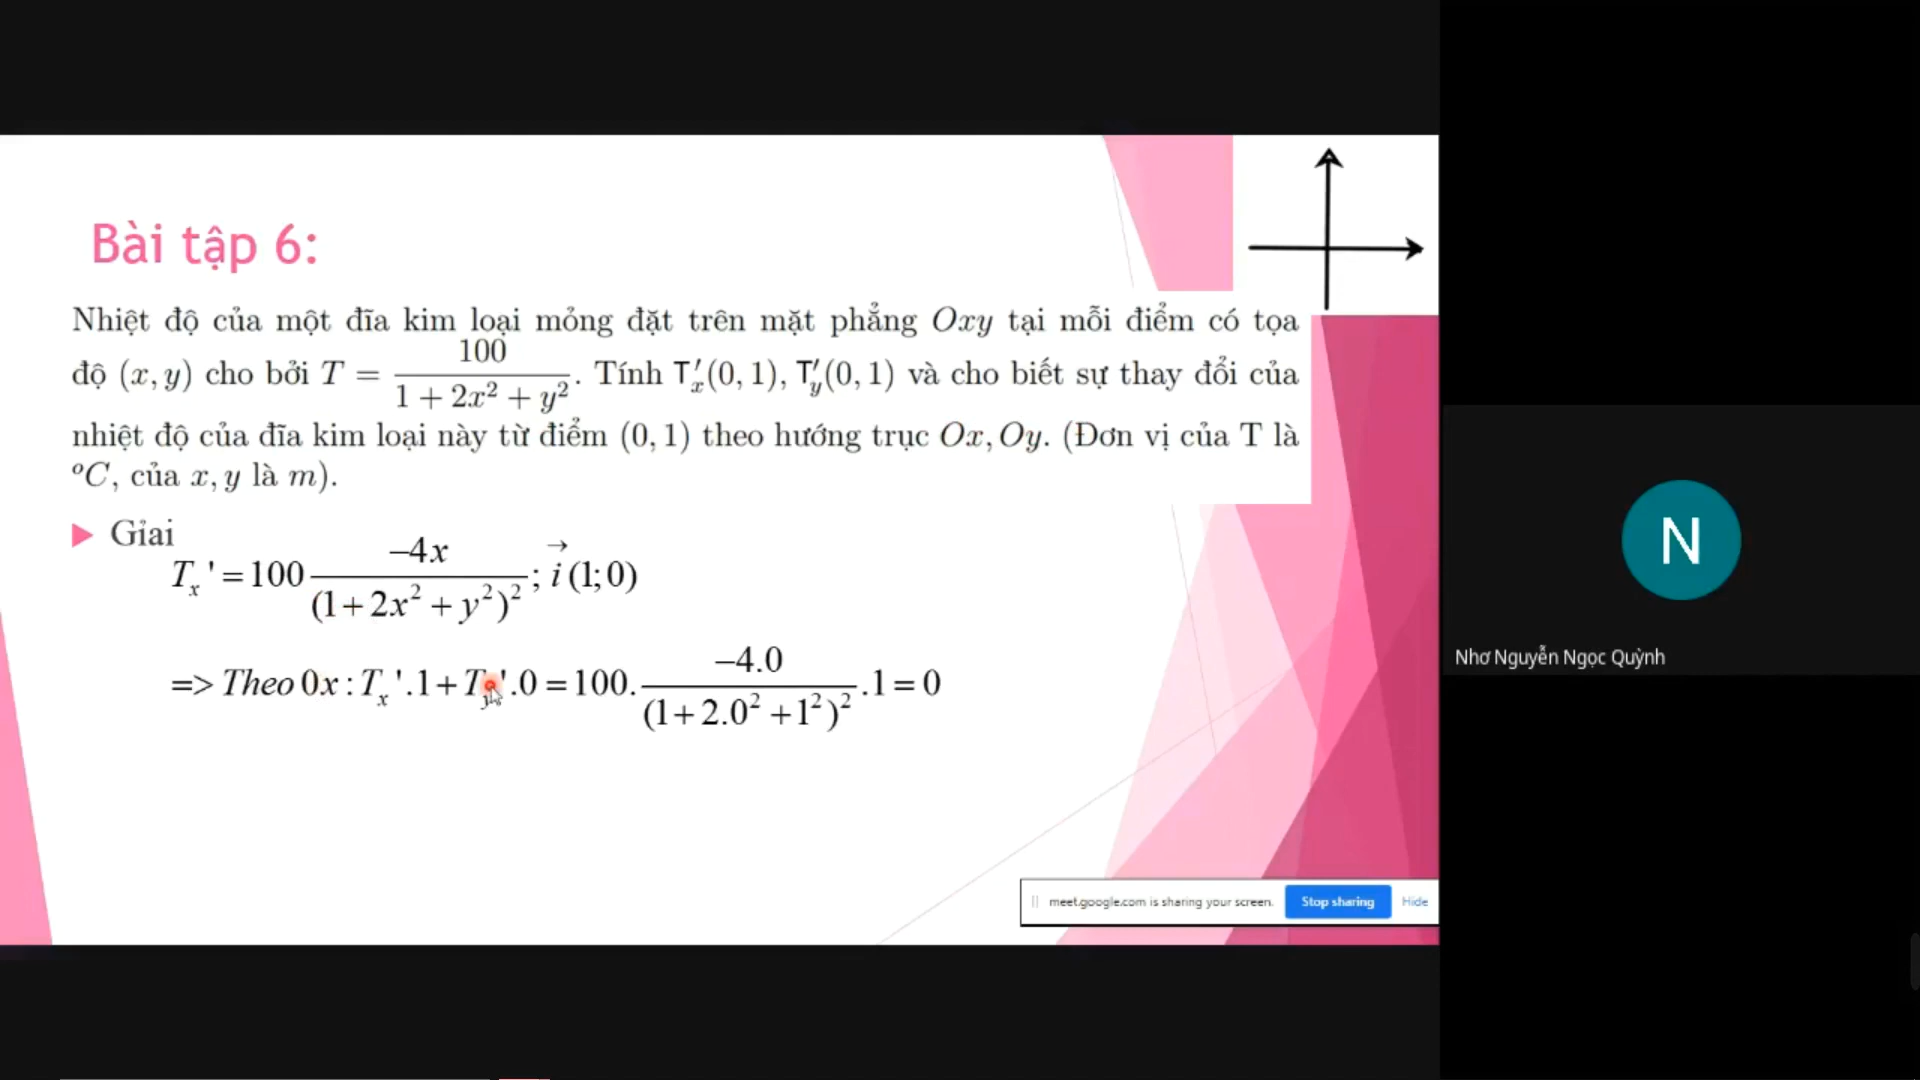 Bài tập 6:
Nhiệt độ của một đĩa kim loại mỏng đặt trên mặt phẳng Oxy tại mỗi điểm có tọa
độ (x, y) cho bởi T = 100 / (1 + 2x² + y²). Tính T′ₓ(0, 1), T′ᵧ(0, 1) và cho biết sự thay đổi của
nhiệt độ của đĩa kim loại này từ điểm (0, 1) theo hướng trục Ox, Oy. (Đơn vị của T là
°C, của x, y là m).
Giải
Tₓ' = 100 (–4x) / (1 + 2x² + y²)² ; i⃗ (1;0)
=> Theo 0x : Tₓ'.1 + Tᵧ'.0 = 100. (–4.0) / (1 + 2.0² + 1²)² .1 = 0
meet.google.com is sharing your screen.
Stop sharing
Hide
N
Nhơ Nguyễn Ngọc Quỳnh